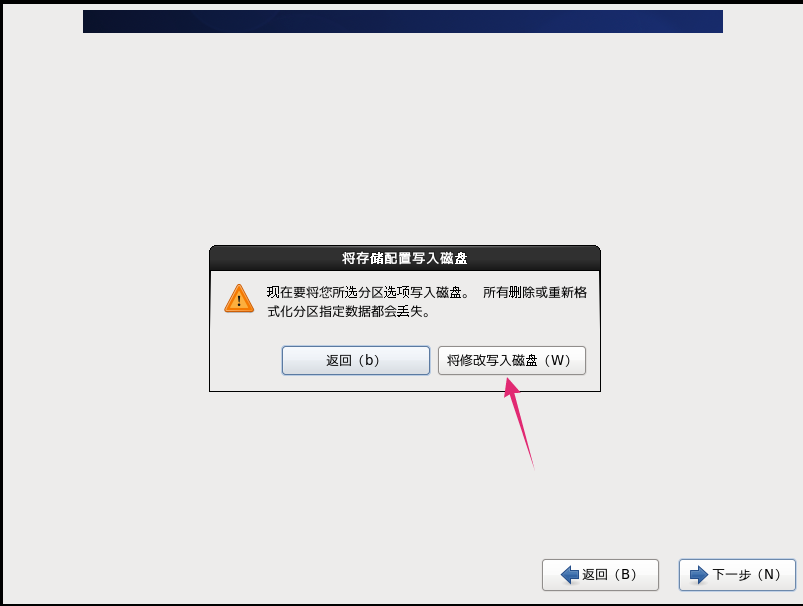 将存储配置写入磁盘
现在要将您所选分区选项写入磁盘。 所有删除或重新格
式化分区指定数据都会丢失。
返回（b） 将修改写入磁盘（W）
返回（B） 下一步（N）